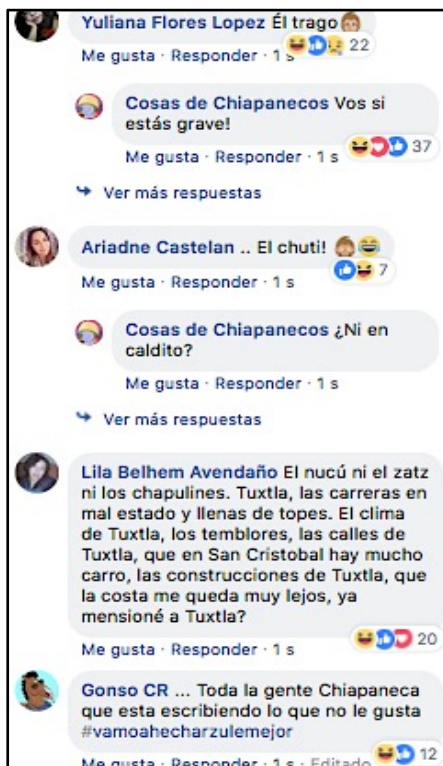 Yuliana Flores Lopez Él trago
22
Me gusta · Responder · 1 s
Cosas de Chiapanecos Vos si
estás grave!
37
Me gusta · Responder · 1 s
Ver más respuestas
Ariadne Castelan .. El chuti!
7
Me gusta · Responder · 1 s
Cosas de Chiapanecos ¿Ni en
caldito?
Me gusta · Responder · 1 s
Ver más respuestas
Lila Belhem Avendaño El nucú ni el zatz
ni los chapulines. Tuxtla, las carreras en
mal estado y llenas de topes. El clima
de Tuxtla, los temblores, las calles de
Tuxtla, que en San Cristobal hay mucho
carro, las construcciones de Tuxtla, que
la costa me queda muy lejos, ya
mensioné a Tuxtla?
20
Me gusta · Responder · 1 s
Gonso CR ... Toda la gente Chiapaneca
que esta escribiendo lo que no le gusta
#vamoahecharzulemejor
12
Me gusta · Responder · 1 s · Editado